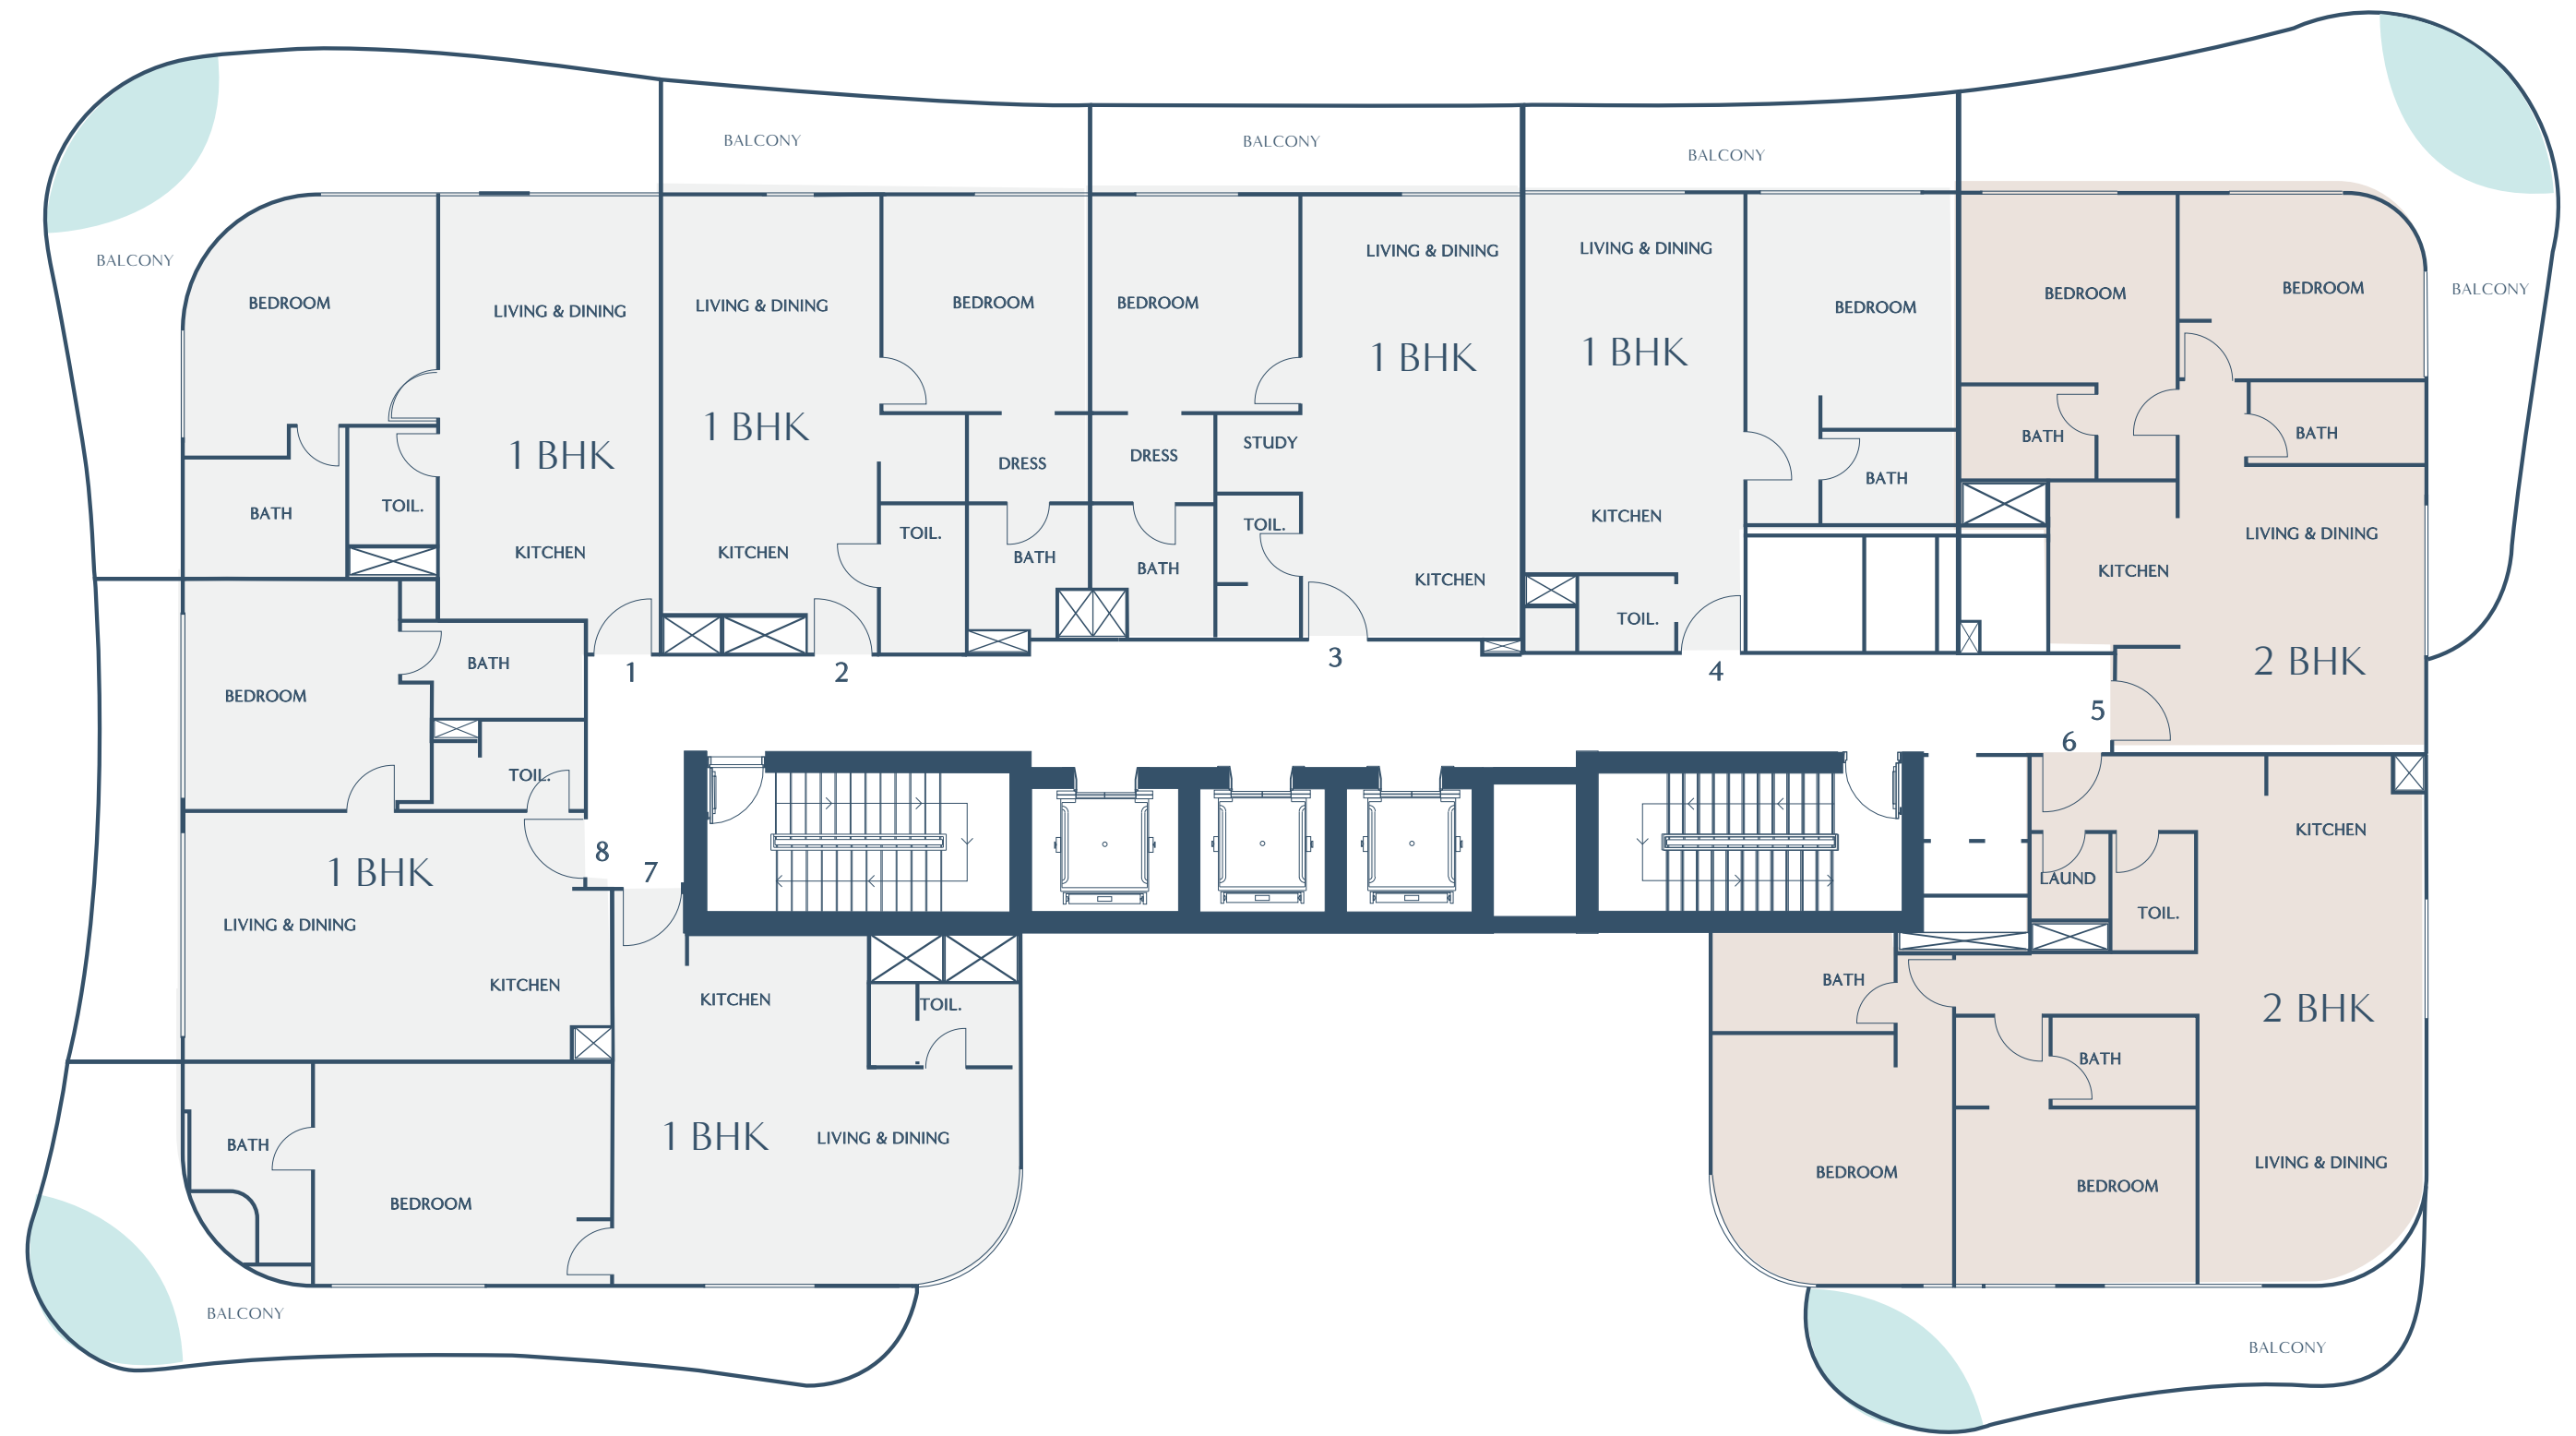 BALCONY
BALCONY
BALCONY
BALCONY
BALCONY
BEDROOM
LIVING & DINING
1 BHK
BATH
TOIL.
KITCHEN
1
LIVING & DINING
BEDROOM
1 BHK
DRESS
TOIL.
KITCHEN
BATH
2
BEDROOM
LIVING & DINING
1 BHK
DRESS
STUDY
TOIL.
BATH
KITCHEN
3
LIVING & DINING
BEDROOM
1 BHK
BATH
KITCHEN
TOIL.
4
BEDROOM
BEDROOM
BATH
BATH
LIVING & DINING
KITCHEN
2 BHK
5
6
KITCHEN
LAUND
TOIL.
BATH
2 BHK
BATH
LIVING & DINING
BEDROOM
BEDROOM
BALCONY
BATH
BEDROOM
TOIL.
8
1 BHK
LIVING & DINING
KITCHEN
7
KITCHEN
TOIL.
1 BHK
LIVING & DINING
BATH
BEDROOM
BALCONY